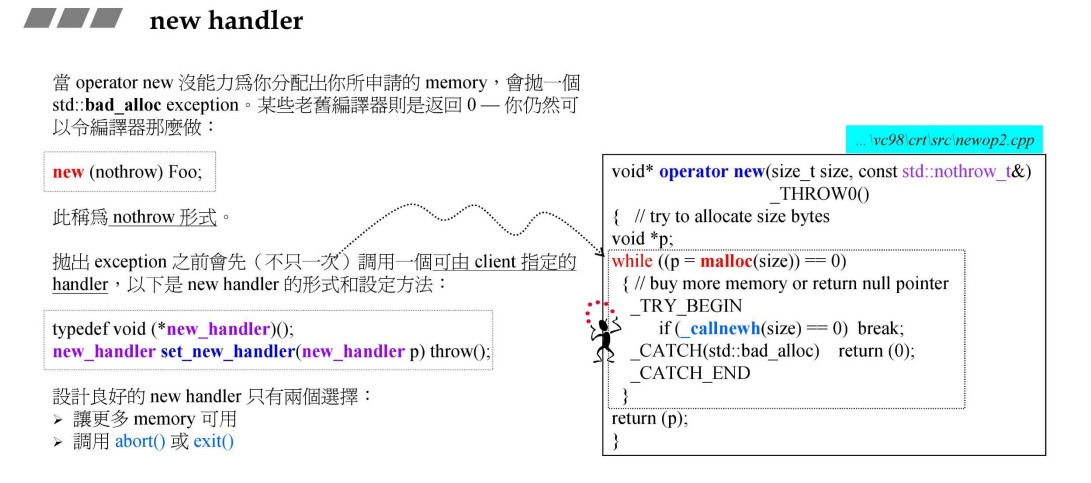 new handler
當 operator new 沒能力為你分配出你所申請的 memory，會拋一個
std::bad_alloc exception。某些老舊編譯器則是返回 0 — 你仍然可
以令編譯器那麼做：
new (nothrow) Foo;
此稱為 nothrow 形式。
拋出 exception 之前會先（不只一次）調用一個可由 client 指定的
handler，以下是 new handler 的形式和設定方法：
typedef void (*new_handler)();
new_handler set_new_handler(new_handler p) throw();
設計良好的 new handler 只有兩個選擇：
➢ 讓更多 memory 可用
➢ 調用 abort() 或 exit()
...\vc98\crt\src\newop2.cpp
void* operator new(size_t size, const std::nothrow_t&)
_THROW0()
{ // try to allocate size bytes
void *p;
while ((p = malloc(size)) == 0)
{ // buy more memory or return null pointer
_TRY_BEGIN
if (_callnewh(size) == 0) break;
_CATCH(std::bad_alloc) return (0);
_CATCH_END
}
return (p);
}